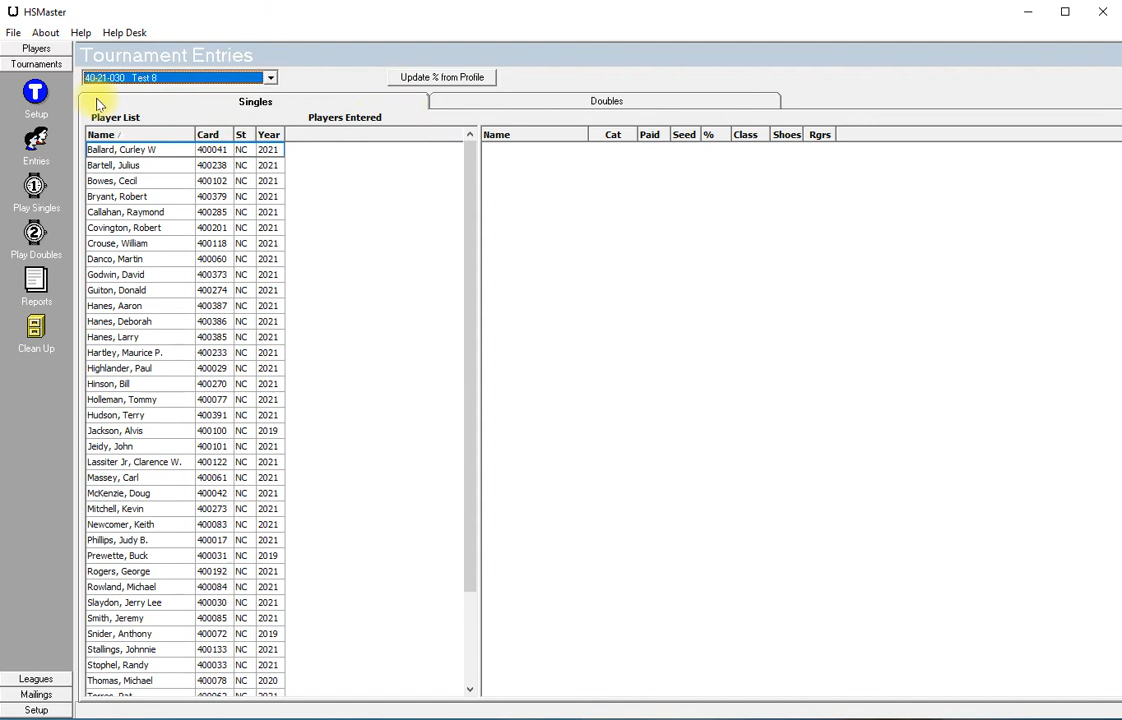 HSMaster
File About Help Help Desk
Players
Tournaments
Setup
Entries
Play Singles
Play Doubles
Reports
Clean Up
Leagues
Mailings
Setup
Tournament Entries
40-21-030 Test 8
Update % from Profile
Singles Doubles
Player List Players Entered
Name / Card St Year
Ballard, Curley W 400041 NC 2021
Bartell, Julius 400238 NC 2021
Bowes, Cecil 400102 NC 2021
Bryant, Robert 400379 NC 2021
Callahan, Raymond 400285 NC 2021
Covington, Robert 400201 NC 2021
Crouse, William 400118 NC 2021
Danco, Martin 400060 NC 2021
Godwin, David 400373 NC 2021
Guiton, Donald 400274 NC 2021
Hanes, Aaron 400387 NC 2021
Hanes, Deborah 400386 NC 2021
Hanes, Larry 400385 NC 2021
Hartley, Maurice P. 400233 NC 2021
Highlander, Paul 400029 NC 2021
Hinson, Bill 400270 NC 2021
Holleman, Tommy 400077 NC 2021
Hudson, Terry 400391 NC 2021
Jackson, Alvis 400100 NC 2019
Jeidy, John 400101 NC 2021
Lassiter Jr, Clarence W. 400122 NC 2021
Massey, Carl 400061 NC 2021
McKenzie, Doug 400042 NC 2021
Mitchell, Kevin 400273 NC 2021
Newcomer, Keith 400083 NC 2021
Phillips, Judy B. 400017 NC 2021
Prewette, Buck 400031 NC 2019
Rogers, George 400192 NC 2021
Rowland, Michael 400084 NC 2021
Slaydon, Jerry Lee 400030 NC 2021
Smith, Jeremy 400085 NC 2021
Snider, Anthony 400072 NC 2019
Stallings, Johnnie 400133 NC 2021
Stophel, Randy 400033 NC 2021
Thomas, Michael 400078 NC 2020
Name Cat Paid Seed % Class Shoes Rgrs